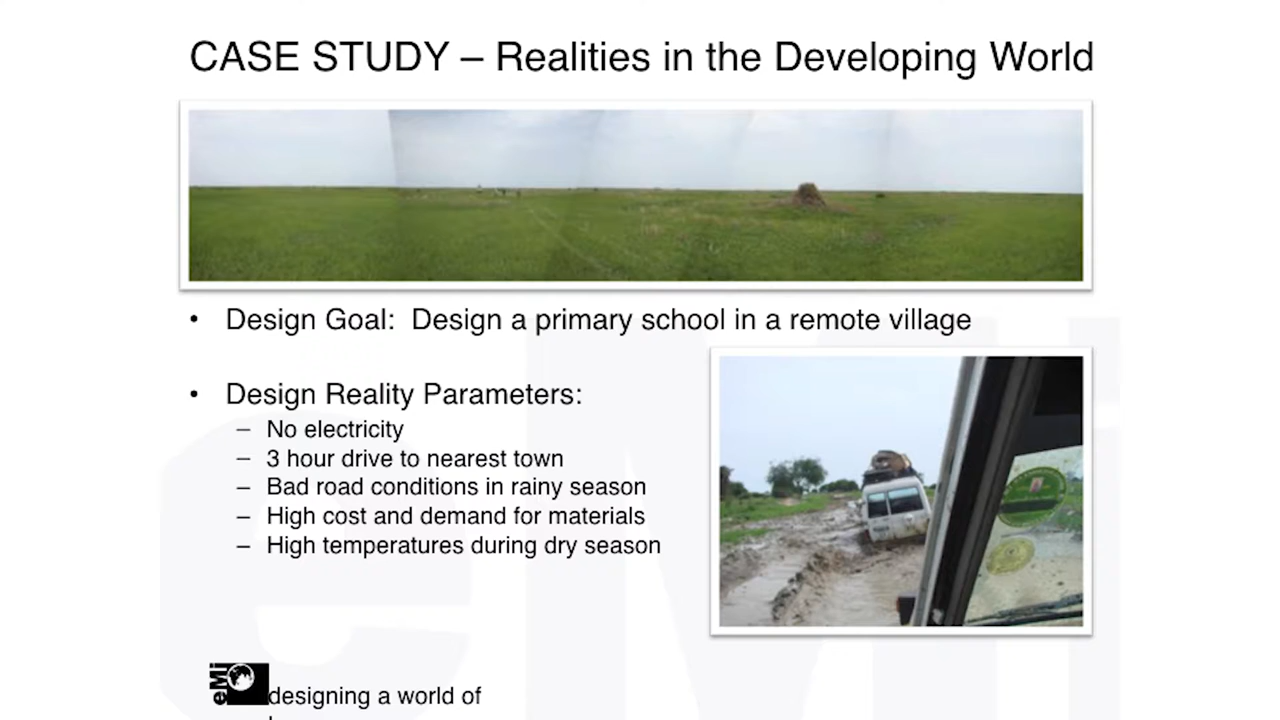 CASE STUDY – Realities in the Developing World
• Design Goal: Design a primary school in a remote village
• Design Reality Parameters:
– No electricity
– 3 hour drive to nearest town
– Bad road conditions in rainy season
– High cost and demand for materials
– High temperatures during dry season
eMi
designing a world of